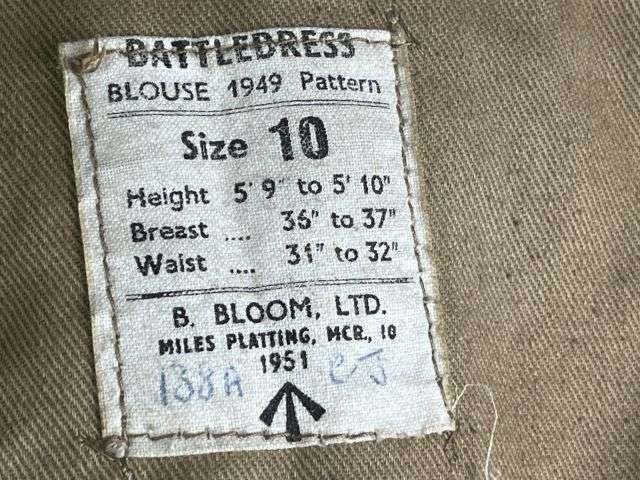 BATTLEDRESS
BLOUSE 1949 Pattern
Size 10
Height 5' 9" to 5' 10"
Breast .... 36" to 37"
Waist .... 31" to 32"
B. BLOOM, LTD.
MILES PLATTING, MCR, 10
1951
138A